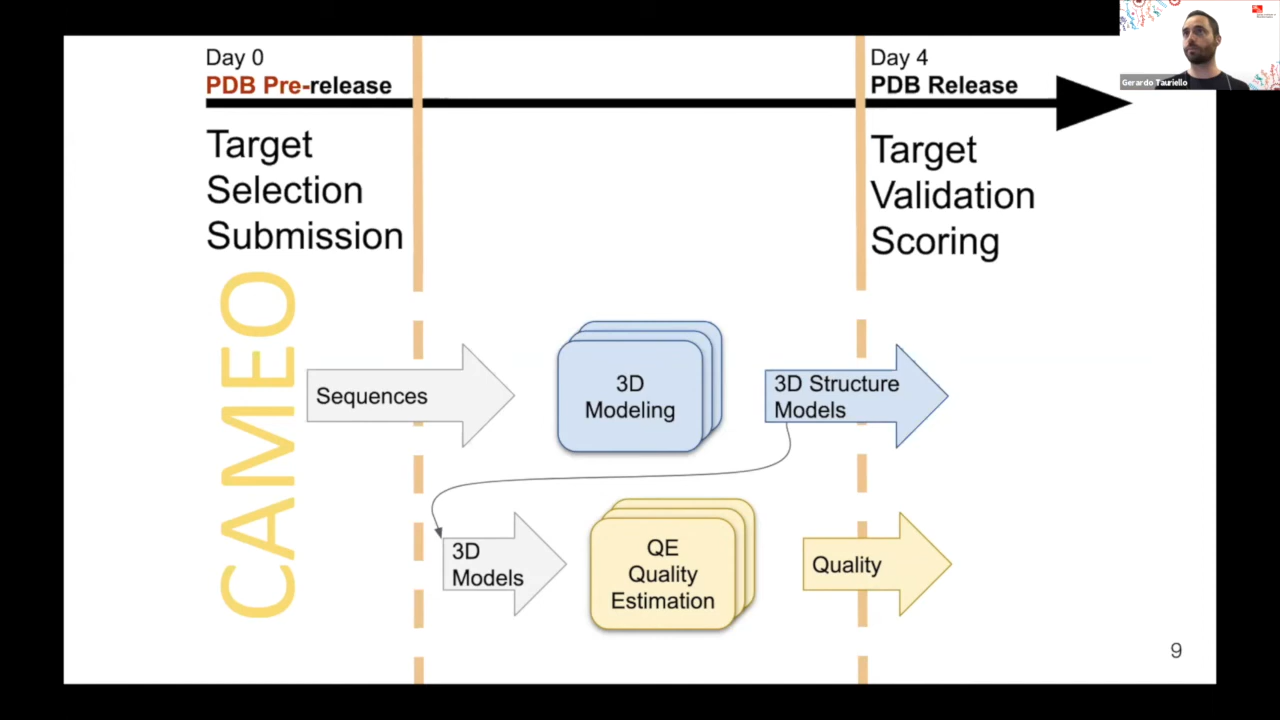 Day 0
PDB Pre-release
Day 4
PDB Release
Gerardo Tauriello
Target
Selection
Submission
Target
Validation
Scoring
CAMEO
Sequences
3D
Modeling
3D Structure
Models
3D
Models
QE
Quality
Estimation
Quality
9